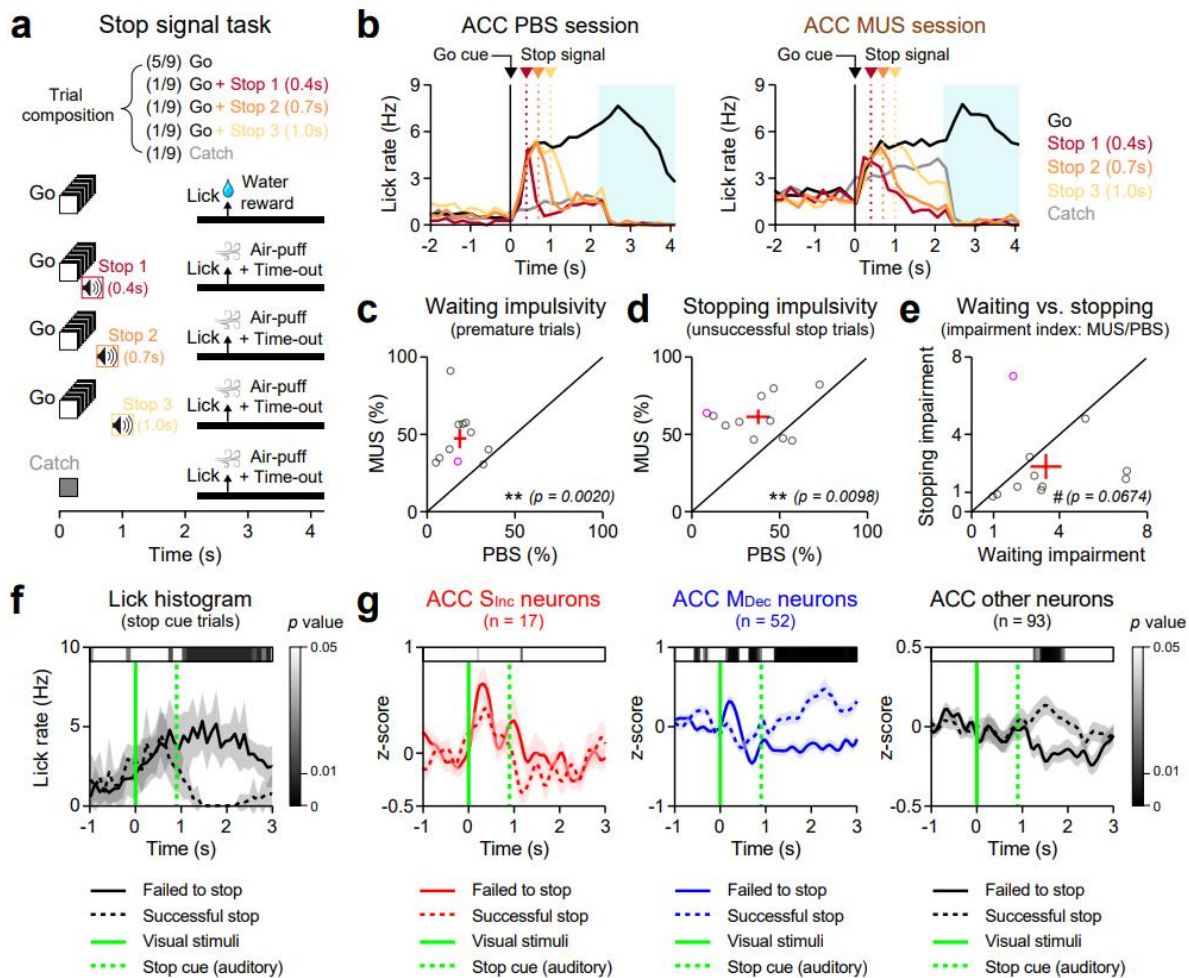 a
Stop signal task
Trial composition
(5/9) Go
(1/9) Go + Stop 1 (0.4s)
(1/9) Go + Stop 2 (0.7s)
(1/9) Go + Stop 3 (1.0s)
(1/9) Catch
Go
Lick
Water reward
Go
Stop 1
(0.4s)
Lick
Air-puff
+ Time-out
Go
Stop 2
(0.7s)
Lick
Air-puff
+ Time-out
Go
Stop 3
(1.0s)
Lick
Air-puff
+ Time-out
Catch
Lick
Air-puff
+ Time-out
0 1 2 3 4
Time (s)
b
ACC PBS session
Go cue
Stop signal
Lick rate (Hz)
9
6
3
0
-2 -1 0 1 2 3 4
Time (s)
ACC MUS session
Go cue
Stop signal
Lick rate (Hz)
9
6
3
0
-2 -1 0 1 2 3 4
Time (s)
Go
Stop 1 (0.4s)
Stop 2 (0.7s)
Stop 3 (1.0s)
Catch
c
Waiting impulsivity
(premature trials)
MUS (%)
100
50
0
** (p = 0.0020)
0 50 100
PBS (%)
d
Stopping impulsivity
(unsuccessful stop trials)
MUS (%)
100
50
0
** (p = 0.0098)
0 50 100
PBS (%)
e
Waiting vs. stopping
(impairment index: MUS/PBS)
Stopping impairment
8
4
1
0
# (p = 0.0674)
0 1 4 8
Waiting impairment
f
Lick histogram
(stop cue trials)
p value
0.05
0.01
0
Lick rate (Hz)
10
5
0
-1 0 1 2 3
Time (s)
Failed to stop
Successful stop
Visual stimuli
Stop cue (auditory)
g
ACC SInc neurons
(n = 17)
z-score
1
0
-0.5
-1 0 1 2 3
Time (s)
Failed to stop
Successful stop
Visual stimuli
Stop cue (auditory)
ACC MDec neurons
(n = 52)
z-score
1
0
-1
-1 0 1 2 3
Time (s)
Failed to stop
Successful stop
Visual stimuli
Stop cue (auditory)
ACC other neurons
(n = 93)
p value
0.05
0.01
0
z-score
0.5
0
-0.5
-1 0 1 2 3
Time (s)
Failed to stop
Successful stop
Visual stimuli
Stop cue (auditory)